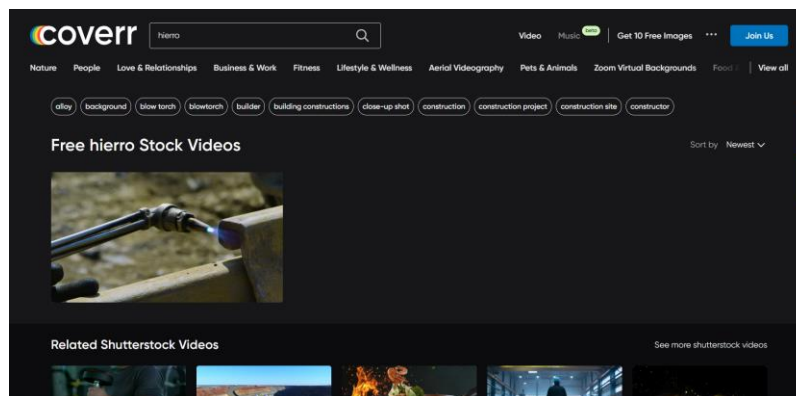 coverr
hierro
Video Music beta Get 10 Free Images ... Join Us
Nature People Love & Relationships Business & Work Fitness Lifestyle & Wellness Aerial Videography Pets & Animals Zoom Virtual Backgrounds Food & View all
alloy background blow torch blowtorch builder building constructions close-up shot construction construction project construction site constructor
Free hierro Stock Videos
Sort by Newest
Related Shutterstock Videos
See more shutterstock videos